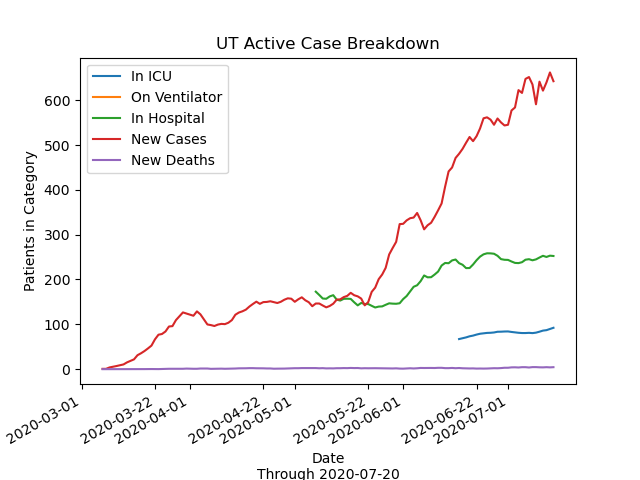 UT Active Case Breakdown
In ICU
On Ventilator
In Hospital
New Cases
New Deaths
Patients in Category
600
500
400
300
200
100
0
2020-03-01
2020-03-22
2020-04-01
2020-04-22
2020-05-01
2020-05-22
2020-06-01
2020-06-22
2020-07-01
Date
Through 2020-07-20